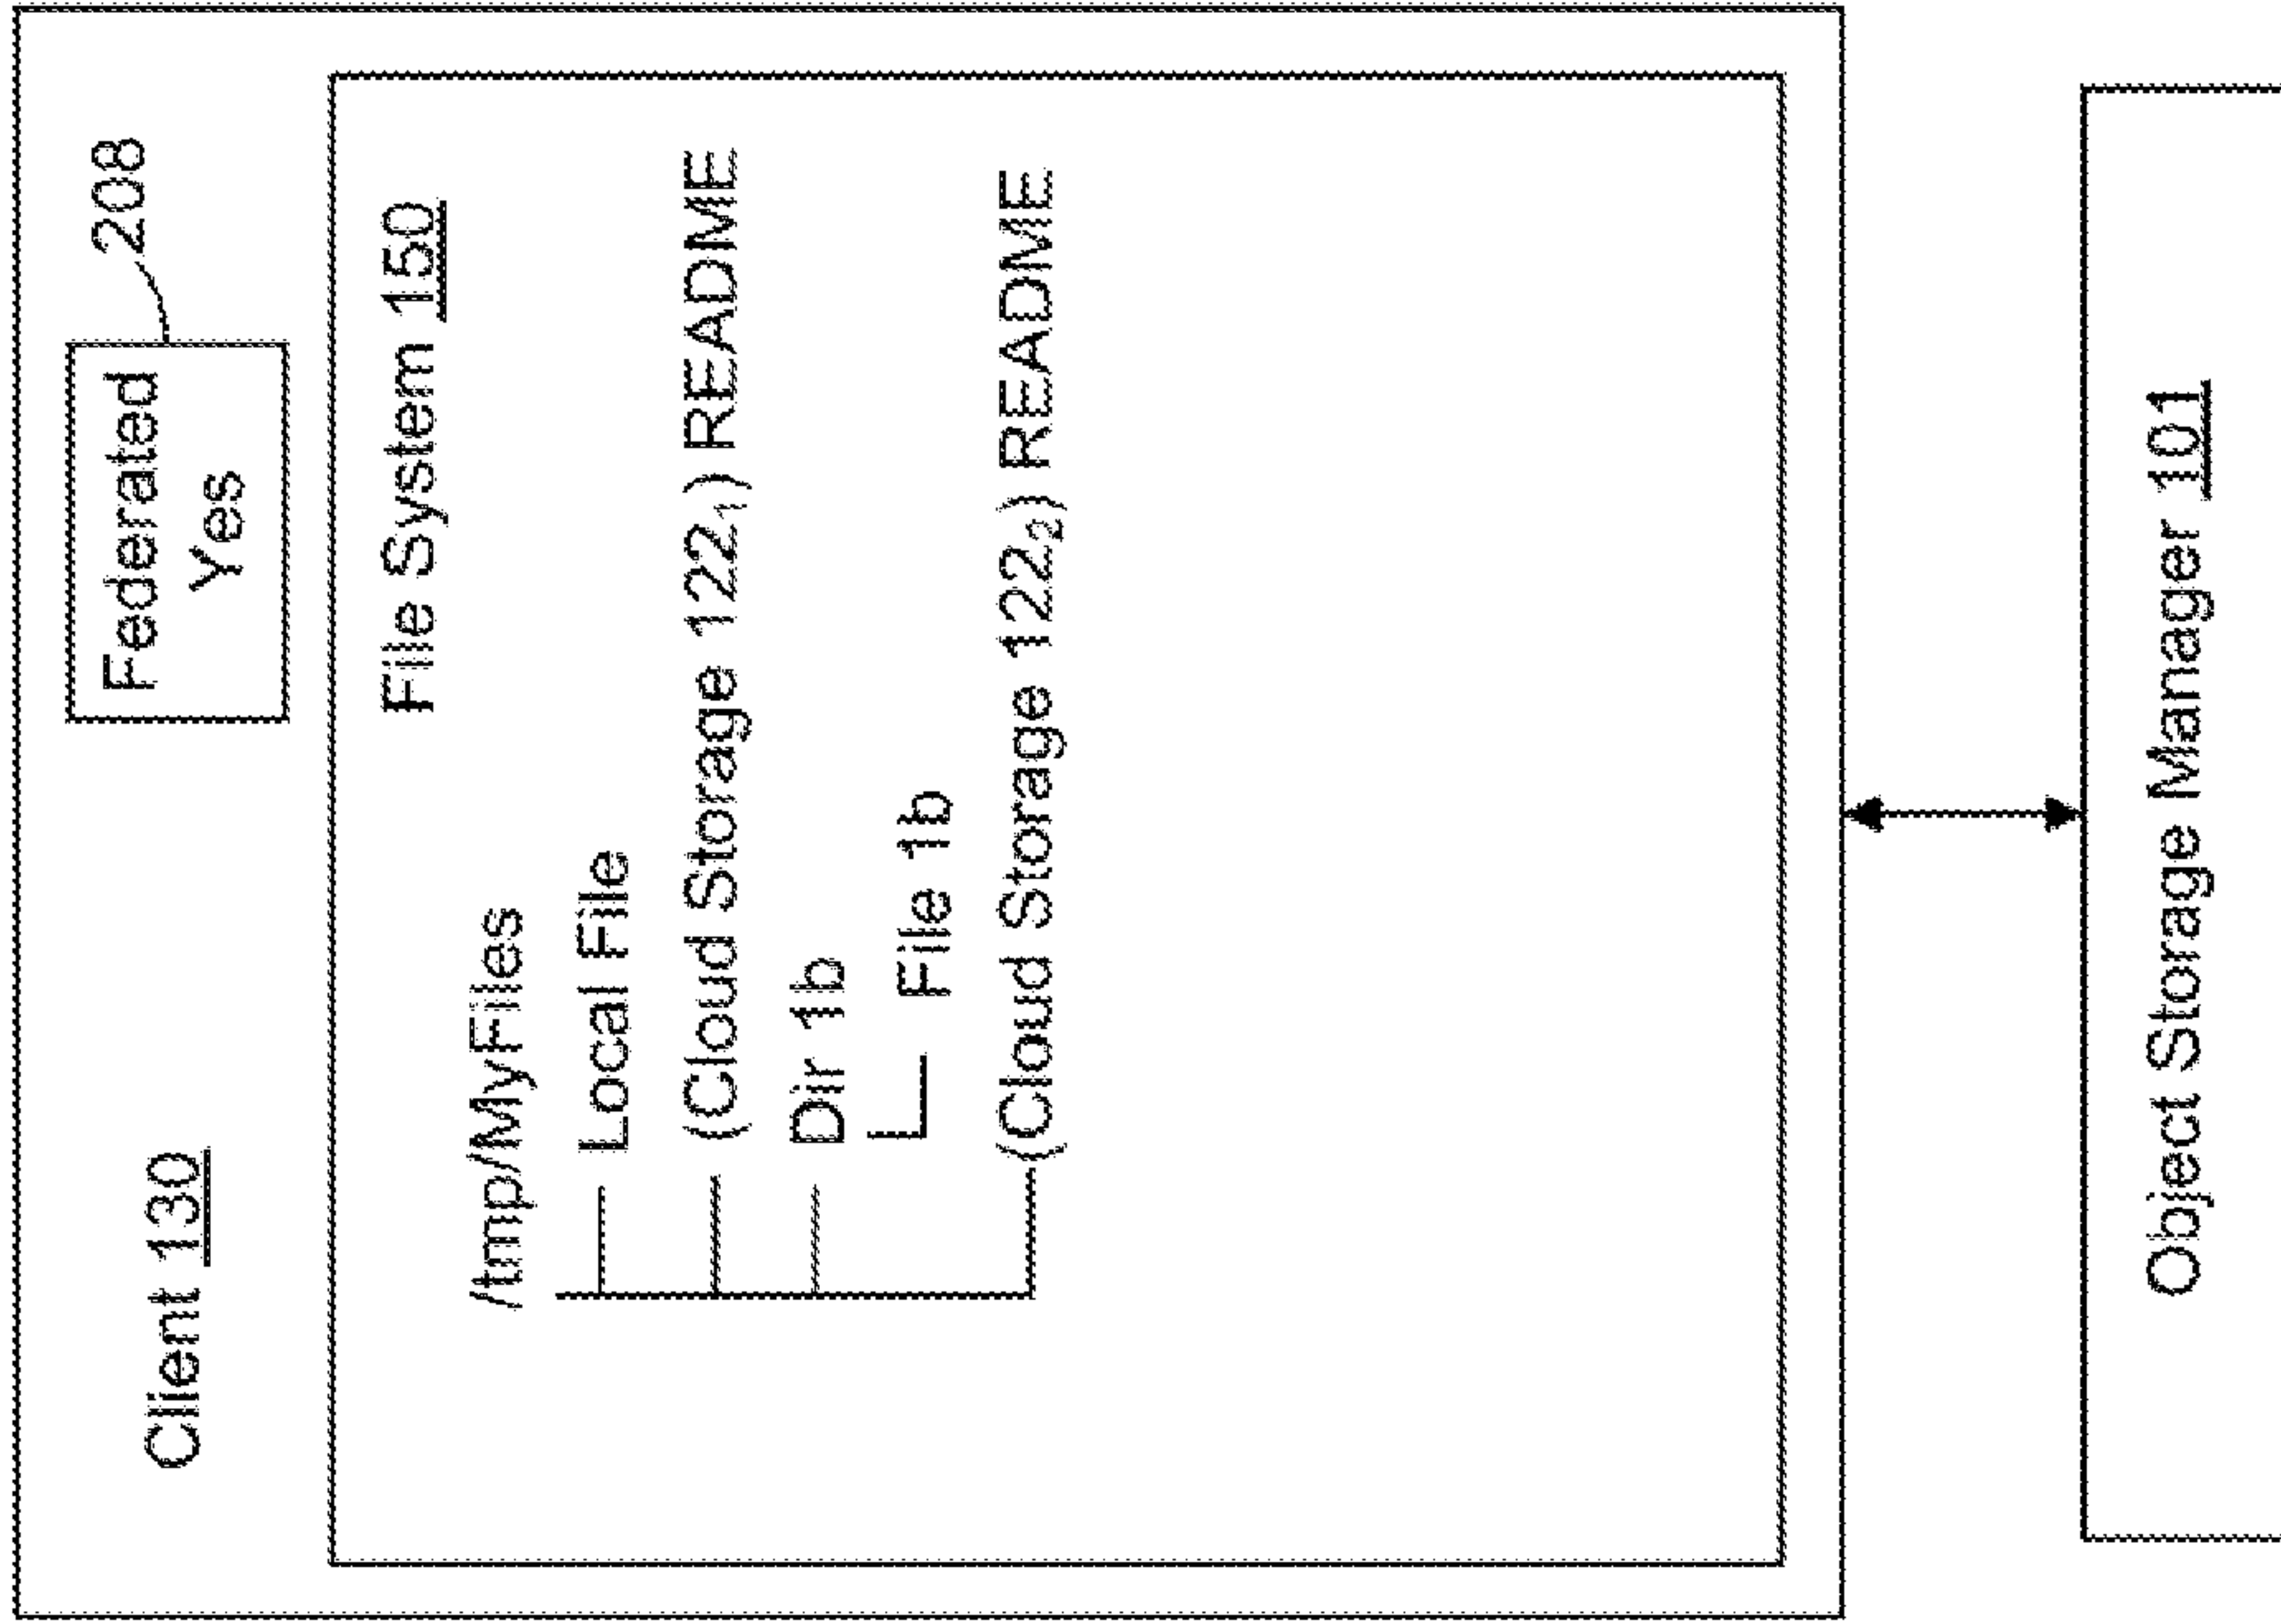 Client 130
Federated
Yes
208
File System 150
/tmp/MyFiles
Local File
(Cloud Storage 122₁) README
Dir 1b
File 1b
(Cloud Storage 122₂) README
Object Storage Manager 101